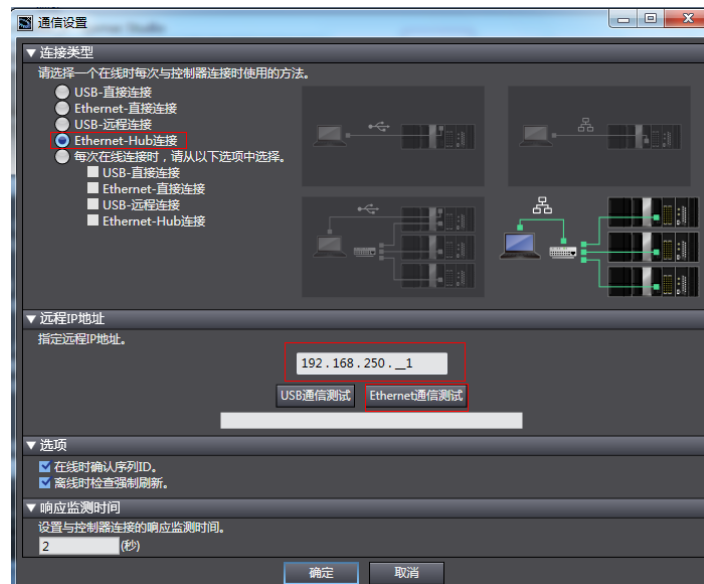 通信设置
▼ 连接类型
请选择一个在线时每次与控制器连接时使用的方法。
USB-直接连接
Ethernet-直接连接
USB-远程连接
Ethernet-Hub连接
每次在线连接时，请从以下选项中选择。
USB-直接连接
Ethernet-直接连接
USB-远程连接
Ethernet-Hub连接
▼ 远程IP地址
指定远程IP地址。
192.168.250.__1
USB通信测试 Ethernet通信测试
▼ 选项
在线时确认序列ID。
离线时检查强制刷新。
▼ 响应监测时间
设置与控制器连接的响应监测时间。
2 (秒)
确定 取消